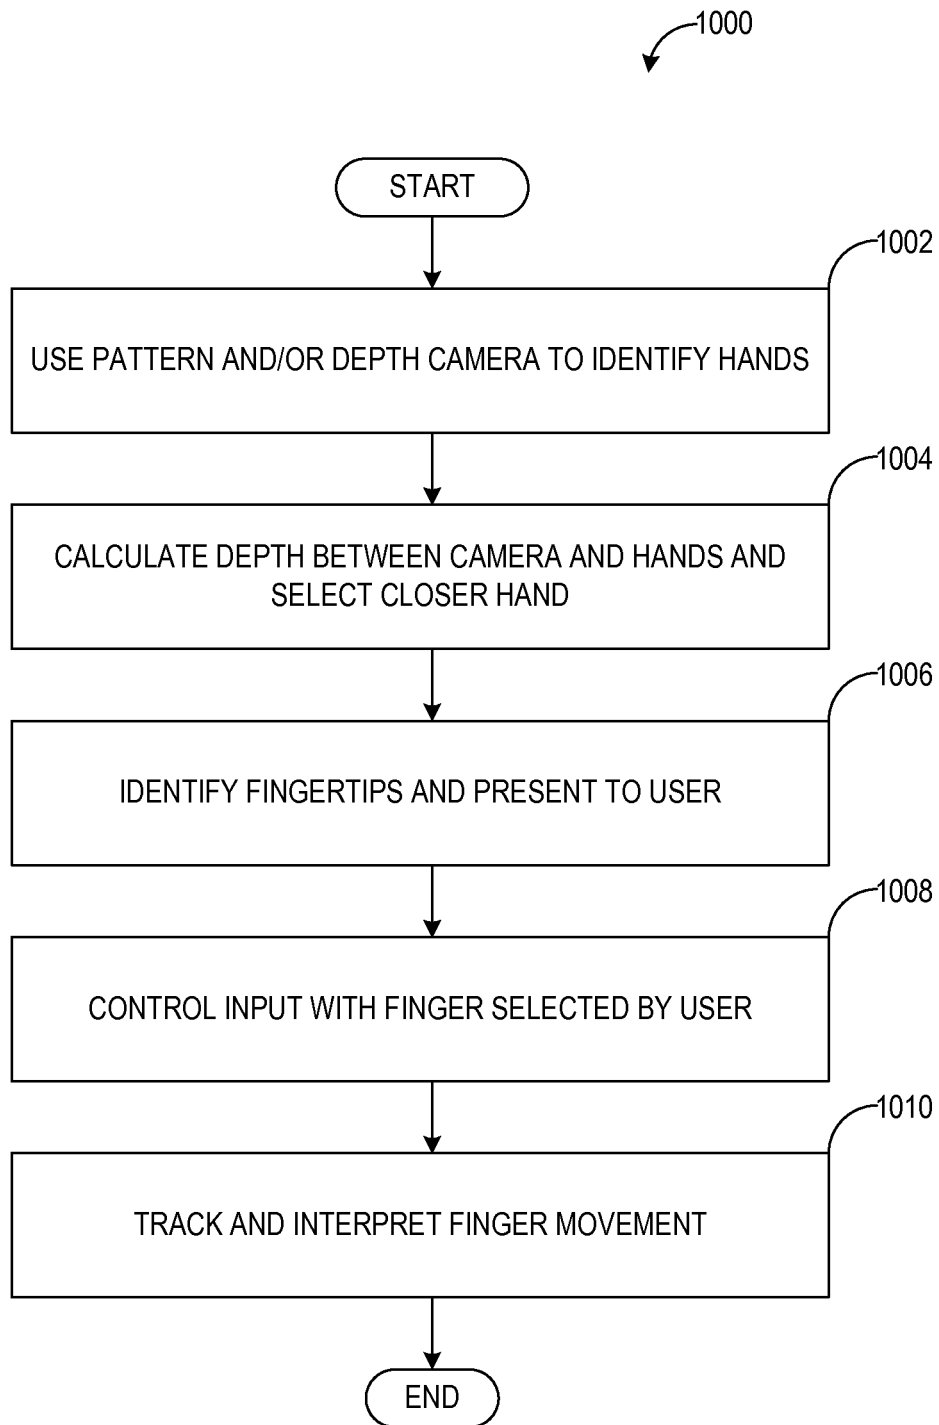 1000
START
1002
USE PATTERN AND/OR DEPTH CAMERA TO IDENTIFY HANDS
1004
CALCULATE DEPTH BETWEEN CAMERA AND HANDS AND
SELECT CLOSER HAND
1006
IDENTIFY FINGERTIPS AND PRESENT TO USER
1008
CONTROL INPUT WITH FINGER SELECTED BY USER
1010
TRACK AND INTERPRET FINGER MOVEMENT
END